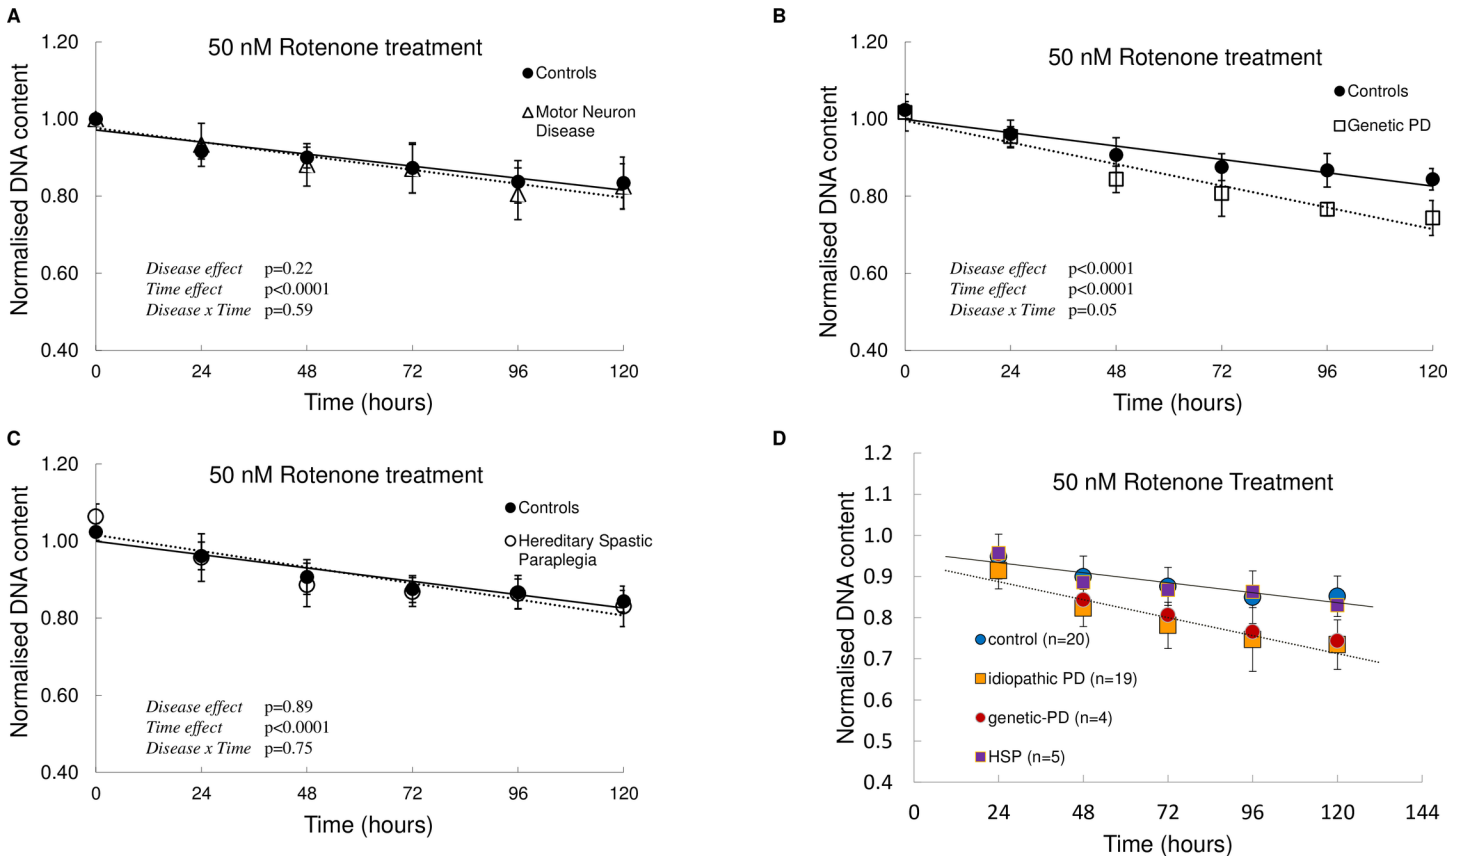 A
50 nM Rotenone treatment
Normalised DNA content
1.20
1.00
0.80
0.60
0.40
Controls
Motor Neuron
Disease
Disease effect p=0.22
Time effect p<0.0001
Disease x Time p=0.59
0 24 48 72 96 120
Time (hours)
B
50 nM Rotenone treatment
Normalised DNA content
1.20
1.00
0.80
0.60
0.40
Controls
Genetic PD
Disease effect p<0.0001
Time effect p<0.0001
Disease x Time p=0.05
0 24 48 72 96 120
Time (hours)
C
50 nM Rotenone treatment
Normalised DNA content
1.20
1.00
0.80
0.60
0.40
Controls
Hereditary Spastic
Paraplegia
Disease effect p=0.89
Time effect p<0.0001
Disease x Time p=0.75
0 24 48 72 96 120
Time (hours)
D
50 nM Rotenone Treatment
Normalised DNA content
1.2
1.1
1.0
0.9
0.8
0.7
0.6
0.5
0.4
control (n=20)
idiopathic PD (n=19)
genetic-PD (n=4)
HSP (n=5)
0 24 48 72 96 120 144
Time (hours)